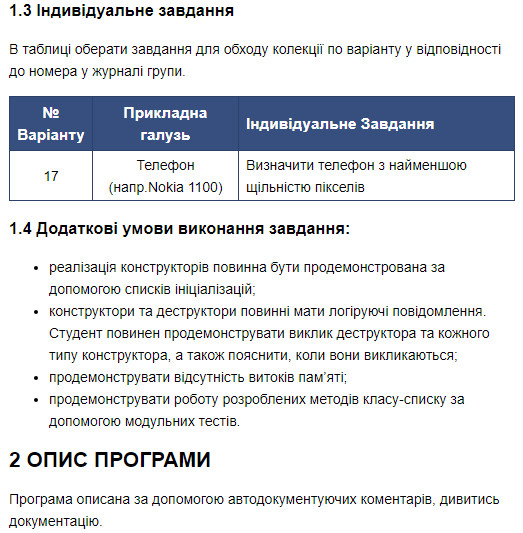 1.3 Індивідуальне завдання
В таблиці оберати завдання для обходу колекції по варіанту у відповідності
до номера у журналі групи.
№ Варіанту
Прикладна галузь
Індивідуальне Завдання
17
Телефон (напр.Nokia 1100)
Визначити телефон з найменшою щільністю пікселів
1.4 Додаткові умови виконання завдання:
• реалізація конструкторів повинна бути продемонстрована за
допомогою списків ініціалізацій;
• конструктори та деструктори повинні мати логіруючі повідомлення.
Студент повинен продемонструвати виклик деструктора та кожного
типу конструктора, а також пояснити, коли вони викликаються;
• продемонструвати відсутність витоків пам’яті;
• продемонструвати роботу розроблених методів класу-списку за
допомогою модульних тестів.
2 ОПИС ПРОГРАМИ
Програма описана за допомогою автодокументуючих коментарів, дивитись
документацію.